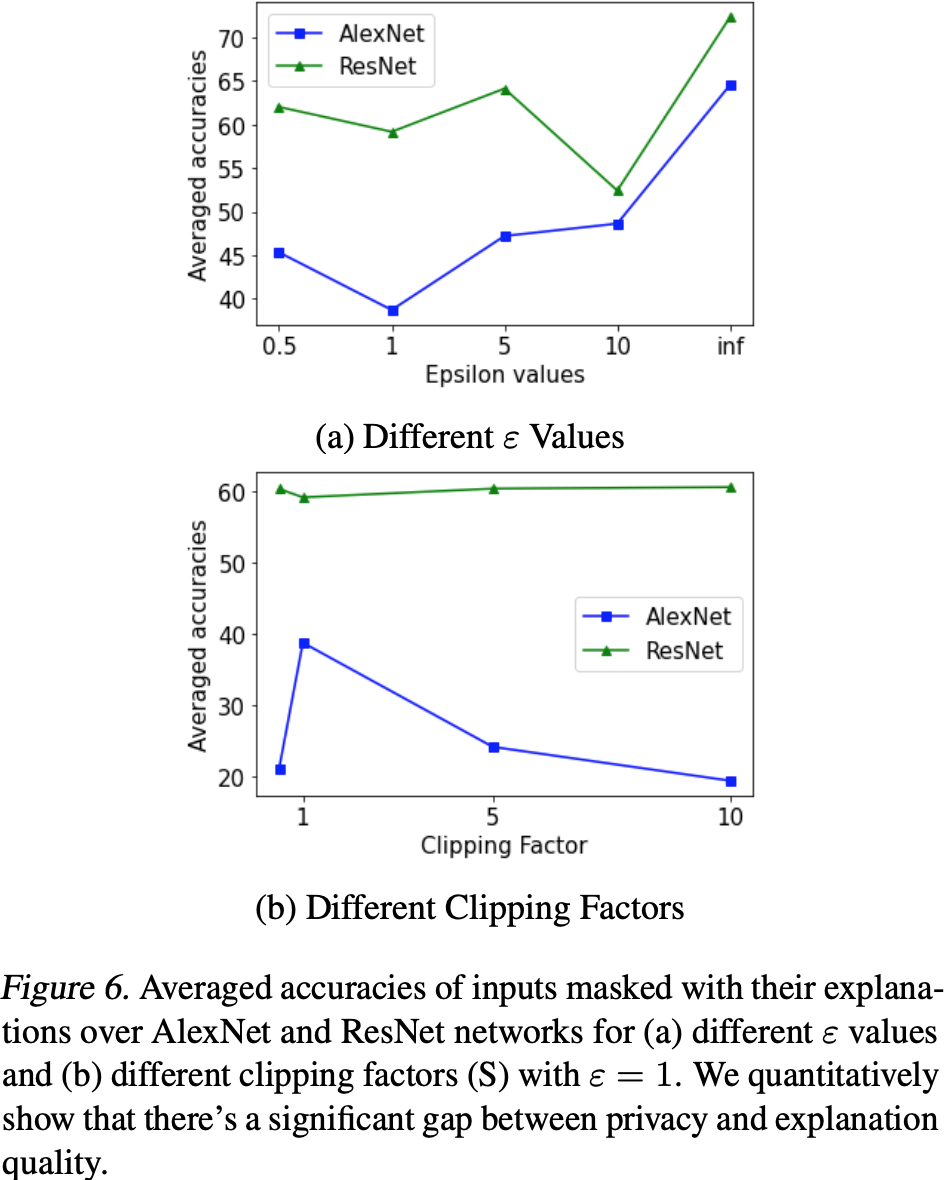 AlexNet
ResNet
Averaged accuracies
70
65
60
55
50
45
40
0.5 1 5 10 inf
Epsilon values
(a) Different ε Values
60
50
40
30
20
Averaged accuracies
AlexNet
ResNet
1 5 10
Clipping Factor
(b) Different Clipping Factors
Figure 6. Averaged accuracies of inputs masked with their explana-
tions over AlexNet and ResNet networks for (a) different ε values
and (b) different clipping factors (S) with ε = 1. We quantitatively
show that there’s a significant gap between privacy and explanation
quality.